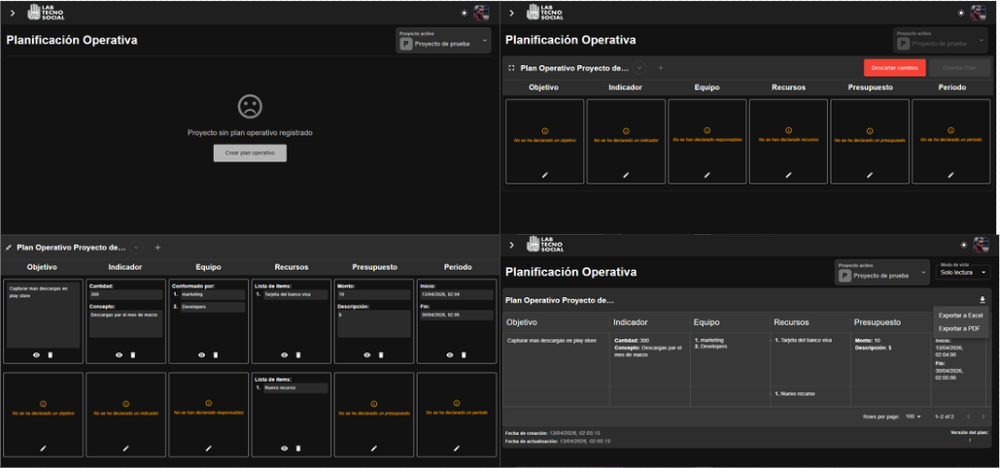 LAB
TECNO
SOCIAL
Planificación Operativa
Proyecto activo
P Proyecto de prueba
Proyecto sin plan operativo registrado
Crear plan operativo
LAB
TECNO
SOCIAL
Planificación Operativa
Proyecto activo
P Proyecto de prueba
Plan Operativo Proyecto de...
Descartar cambios
Guardar Plan
Objetivo Indicador Equipo Recursos Presupuesto Periodo
No se ha declarado un objetivo
No se ha declarado un indicador
No se han declarado responsables
No se han declarado recursos
No se ha declarado un presupuesto
No se ha declarado un periodo
Plan Operativo Proyecto de...
Objetivo Indicador Equipo Recursos Presupuesto Periodo
Capturar mas descargas en
play store
Cantidad:
300
Concepto:
Descargas par el mes de marzo
Conformado por:
1. marketing
2. Developers
Lista de items:
1. Tarjeta del banco visa
Monto:
10
Descripción:
$
Inicio:
13/04/2026, 02:04
Fin:
30/04/2026, 02:05
No se ha declarado un objetivo
No se ha declarado un indicador
No se han declarado responsables
Lista de items:
1. Nuevo recurso
No se ha declarado un presupuesto
No se ha declarado un periodo
LAB
TECNO
SOCIAL
Planificación Operativa
Proyecto activo
P Proyecto de prueba
Modo de vista
Solo lectura
Plan Operativo Proyecto de...
Exportar a Excel
Exportar a PDF
Objetivo Indicador Equipo Recursos Presupuesto
Capturar mas descargas en play store
Cantidad: 300
Concepto: Descargas par el
mes de marzo
1. marketing
2. Developers
1. Tarjeta del banco visa
Monto: 10
Descripción: $
Inicio:
13/04/2026,
02:04:00
Fin:
30/04/2026,
02:05:00
1. Nuevo recurso
Rows per page: 100 1–2 of 2
Fecha de creación: 13/04/2026, 02:05:15
Fecha de actualización: 13/04/2026, 02:05:15
Versión del plan:
1